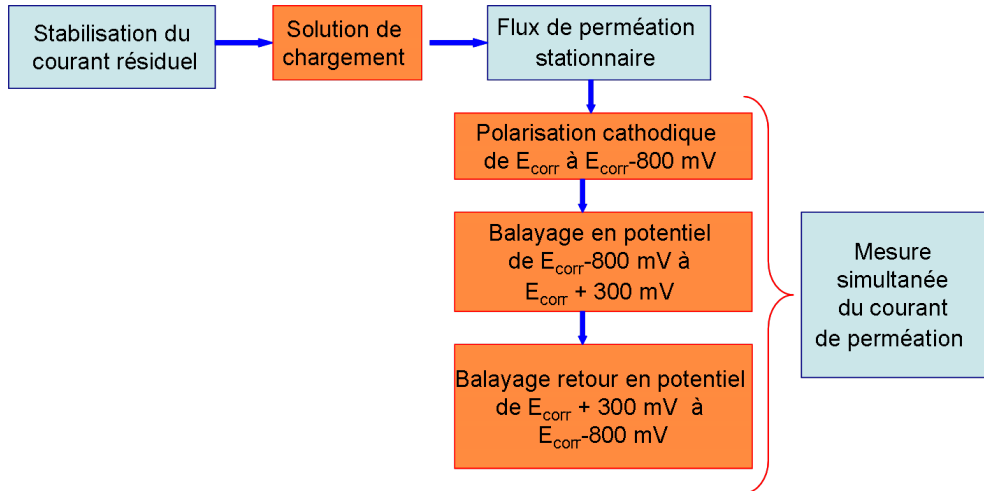 Stabilisation du
courant résiduel
Solution de
chargement
Flux de perméation
stationnaire
Polarisation cathodique
de Ecorr à Ecorr-800 mV
Balayage en potentiel
de Ecorr-800 mV à
Ecorr + 300 mV
Balayage retour en potentiel
de Ecorr + 300 mV à
Ecorr-800 mV
Mesure
simultanée
du courant
de perméation